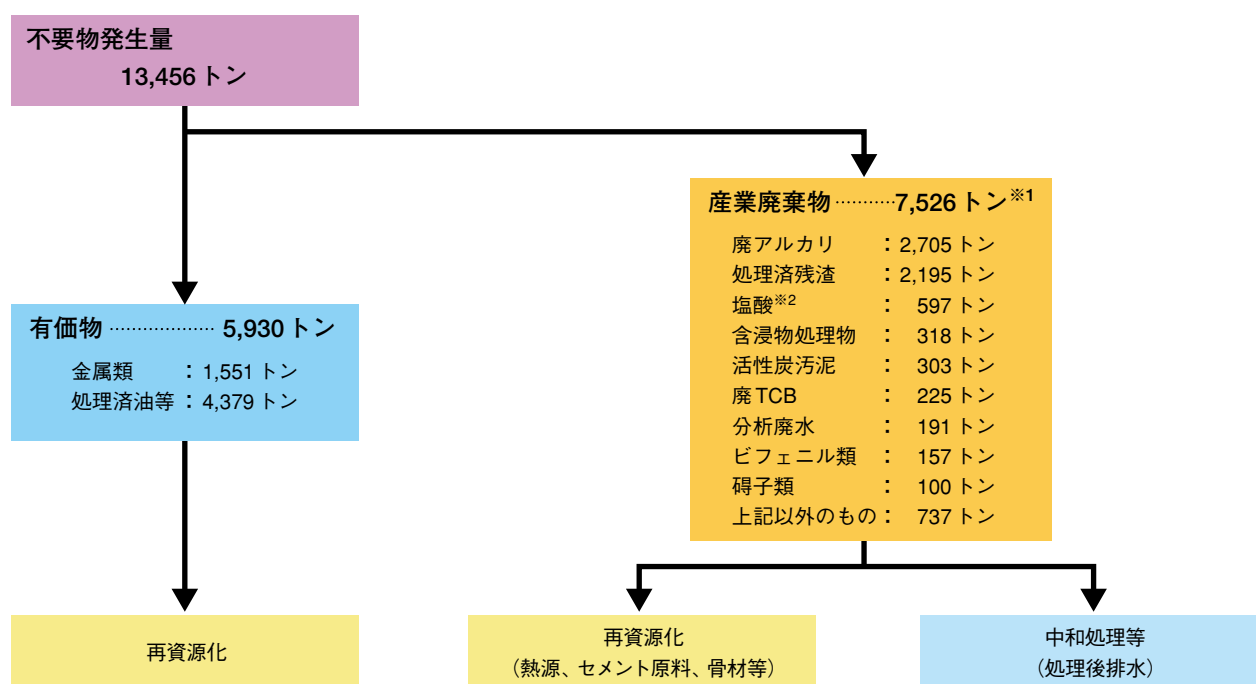 不要物発生量
13,456 トン
産業廃棄物…………7,526 トン※1
廃アルカリ ：2,705 トン
処理済残渣 ：2,195 トン
塩酸※2 ： 597 トン
含浸物処理物 ： 318 トン
活性炭汚泥 ： 303 トン
廃TCB ： 225 トン
分析廃水 ： 191 トン
ビフェニル類 ： 157 トン
碍子類 ： 100 トン
上記以外のもの： 737 トン
有価物 ………………… 5,930 トン
金属類 ：1,551 トン
処理済油等：4,379 トン
再資源化
再資源化
（熱源、セメント原料、骨材等）
中和処理等
（処理後排水）